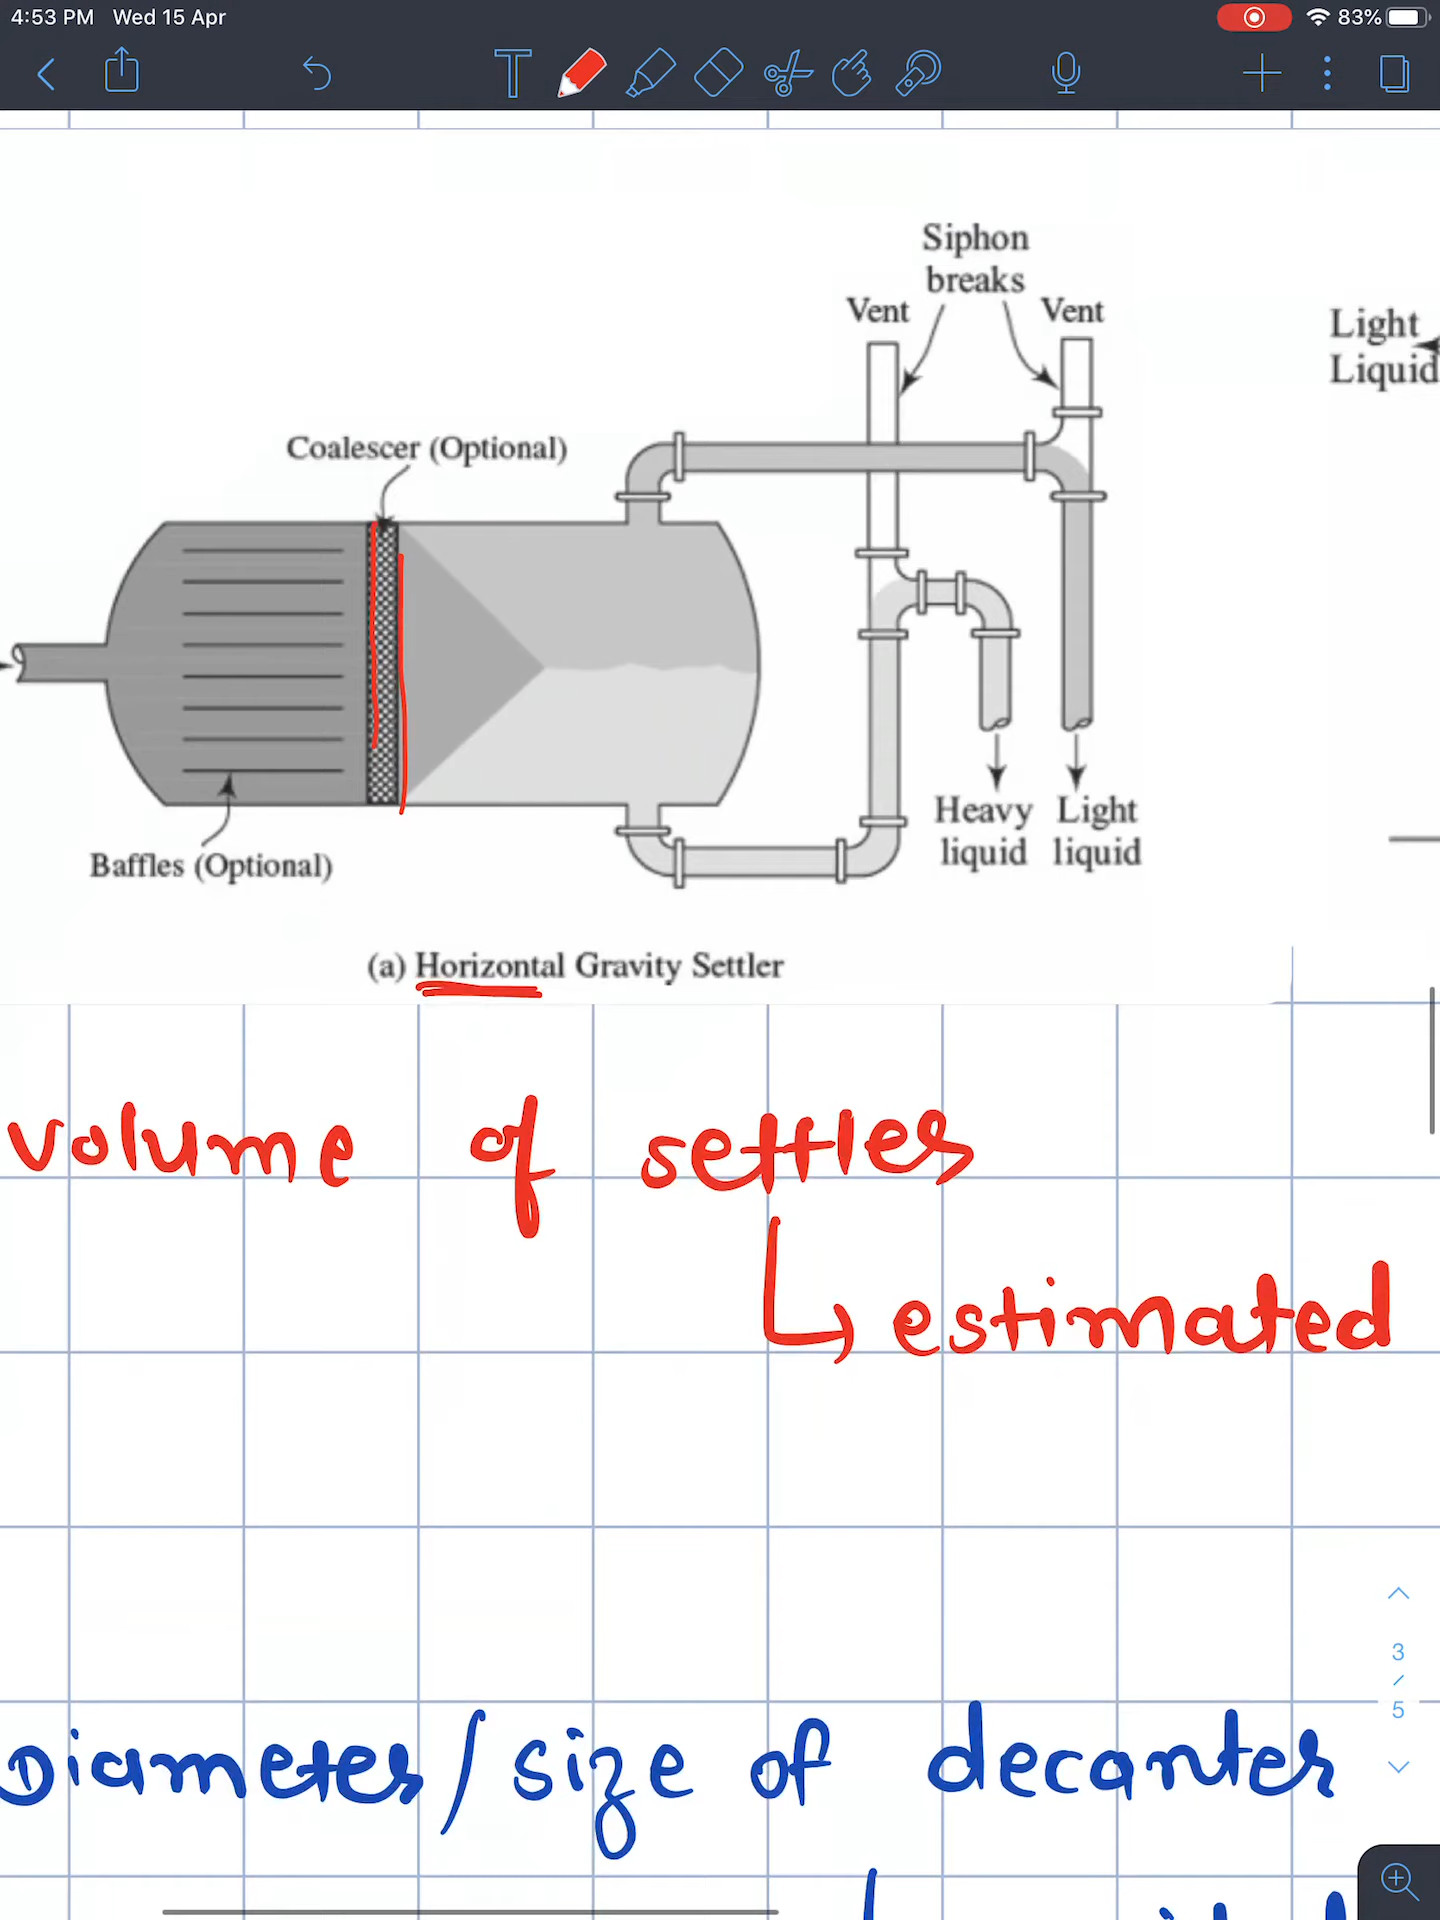 4:53 PM Wed 15 Apr
83%
T
Siphon
breaks
Vent
Vent
Light
Liquid
Coalescer (Optional)
Heavy
liquid
Light
liquid
Baffles (Optional)
(a) Horizontal Gravity Settler
volume of settler
estimated
3
/
5
Diameter/size of decanter